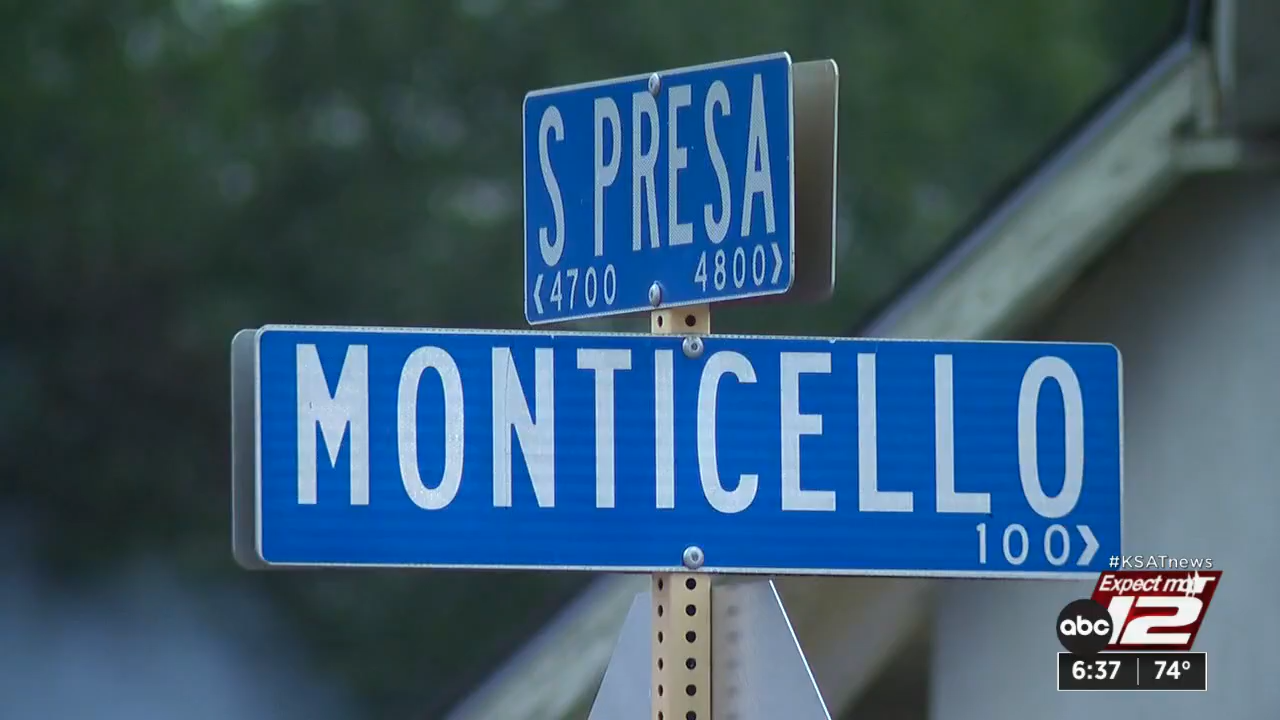 S PRESA
<4700 4800>
MONTICELLO
100>
#KSATnews
Expect more
abc 12
6:37 | 74°